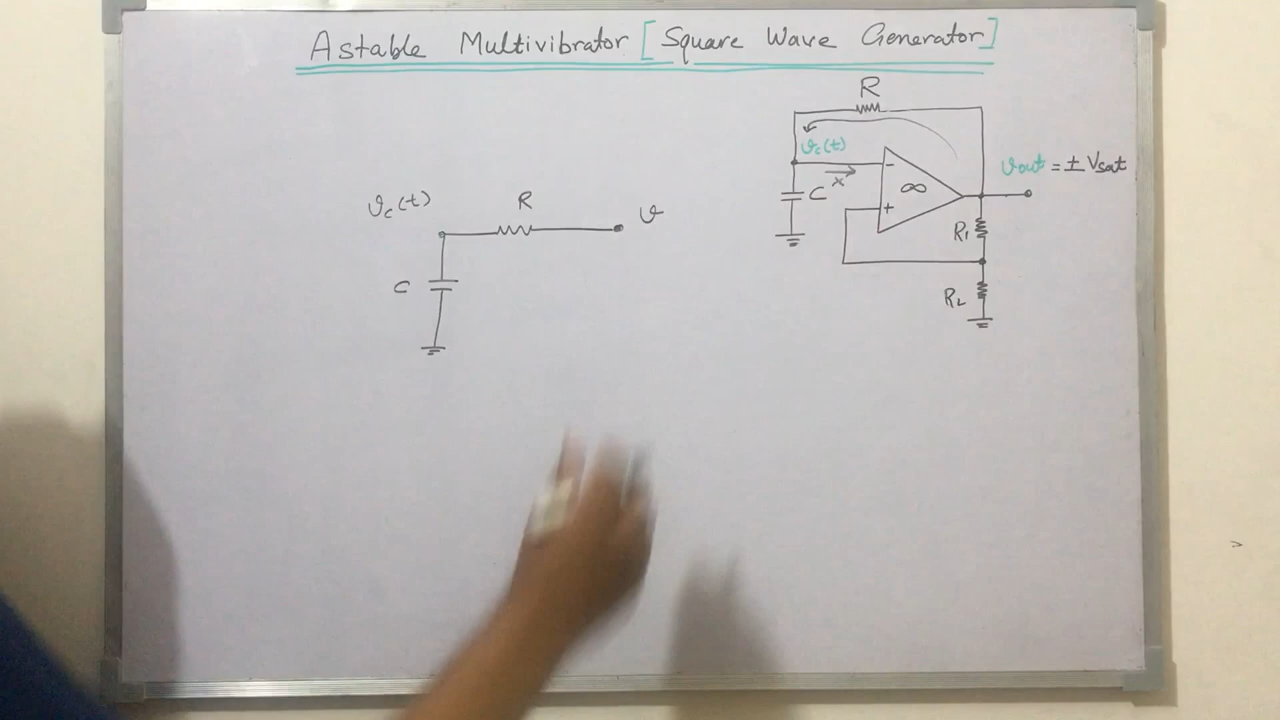 Astable Multivibrator [Square Wave Generator]
R
vc(t)
C
x
-
+
∞
vout = ± Vsat
R1
R2
vc(t)
R
v
C